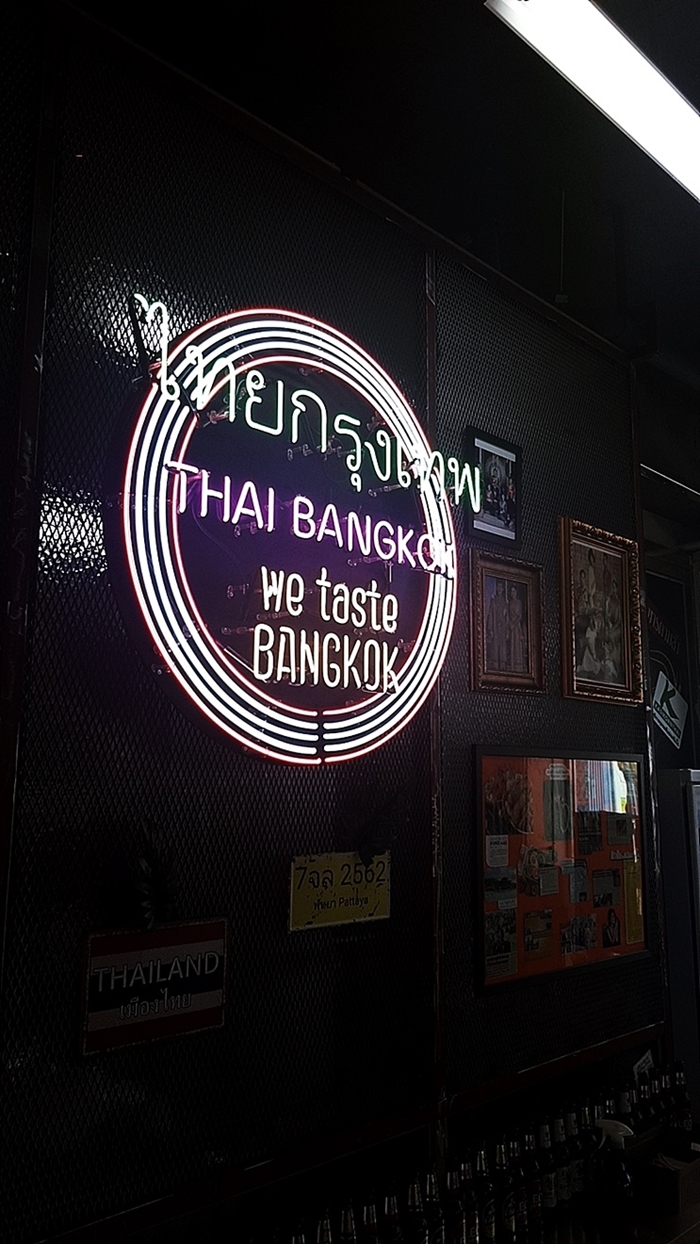 ไทยกรุงเทพ
THAI BANGKOK
we taste
BANGKOK
7จล 2562
พัทยา Pattaya
THAILAND
เมืองไทย
K